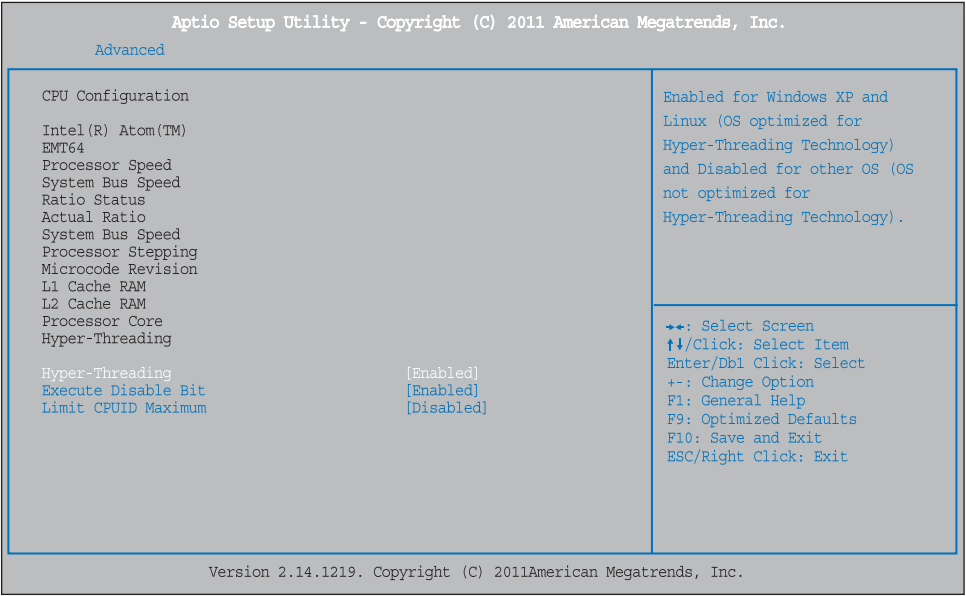 Aptio Setup Utility - Copyright (C) 2011 American Megatrends, Inc.
Advanced
CPU Configuration
Intel(R) Atom(TM)
EMT64
Processor Speed
System Bus Speed
Ratio Status
Actual Ratio
System Bus Speed
Processor Stepping
Microcode Revision
L1 Cache RAM
L2 Cache RAM
Processor Core
Hyper-Threading
Hyper-Threading [Enabled]
Execute Disable Bit [Enabled]
Limit CPUID Maximum [Disabled]
Enabled for Windows XP and
Linux (OS optimized for
Hyper-Threading Technology)
and Disabled for other OS (OS
not optimized for
Hyper-Threading Technology).
→←: Select Screen
↑↓/Click: Select Item
Enter/Db1 Click: Select
+-: Change Option
F1: General Help
F9: Optimized Defaults
F10: Save and Exit
ESC/Right Click: Exit
Version 2.14.1219. Copyright (C) 2011American Megatrends, Inc.